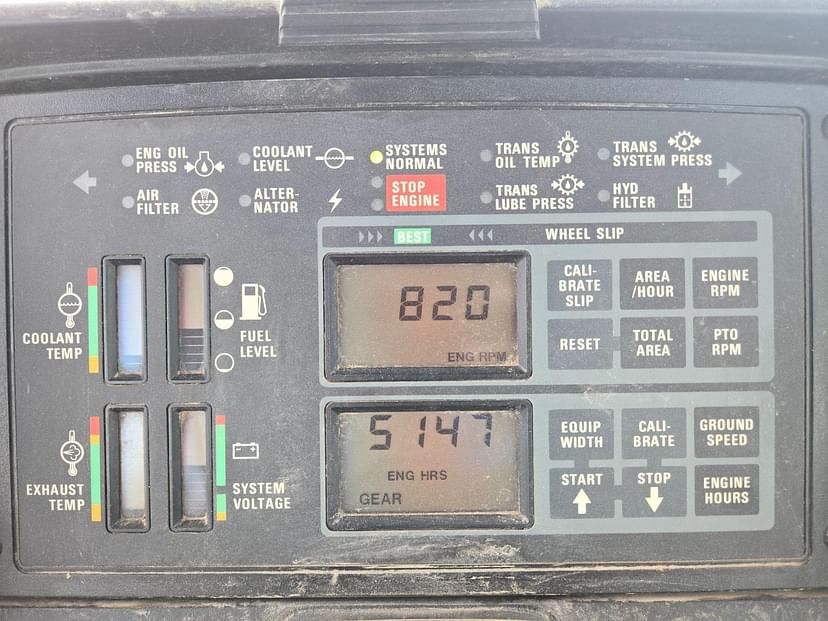 ENG OIL
PRESS
COOLANT
LEVEL
SYSTEMS
NORMAL
TRANS
OIL TEMP
TRANS
SYSTEM PRESS
AIR
FILTER
ALTER-
NATOR
STOP
ENGINE
TRANS
LUBE PRESS
HYD
FILTER
BEST
WHEEL SLIP
COOLANT
TEMP
FUEL
LEVEL
820
ENG RPM
CALI-
BRATE
SLIP
AREA
/HOUR
ENGINE
RPM
RESET
TOTAL
AREA
PTO
RPM
EXHAUST
TEMP
SYSTEM
VOLTAGE
5147
ENG HRS
GEAR
EQUIP
WIDTH
CALI-
BRATE
GROUND
SPEED
START
STOP
ENGINE
HOURS